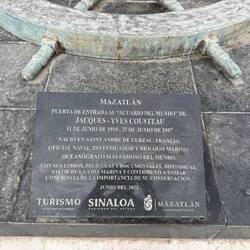 MAZATLÁN
PUERTA DE ENTRADA AL "ACUARIO DEL MUNDO" DE
JACQUES - YVES COUSTEAU
11 DE JUNIO DE 1910 - 25 DE JUNIO DE 1997
NACIÓ EN SAINT ANDRÉ DE CUBZAC, FRANCIA
OFICIAL NAVAL, INVESTIGADOR Y BIÓLOGO MARINO
OCEANÓGRAFO MAS FAMOSO DEL MUNDO.
CON SUS LIBROS, PELÍCULAS Y DOCUMENTALES, DIFUNDIÓ EL
VALOR DE LA VIDA MARINA Y CONTRIBUYÓ A TOMAR
CONCIENCIA DE LA IMPORTANCIA DE SU CONSERVACIÓN.
JUNIO DEL 2022
TURISMO SINALOA MAZATLÁN